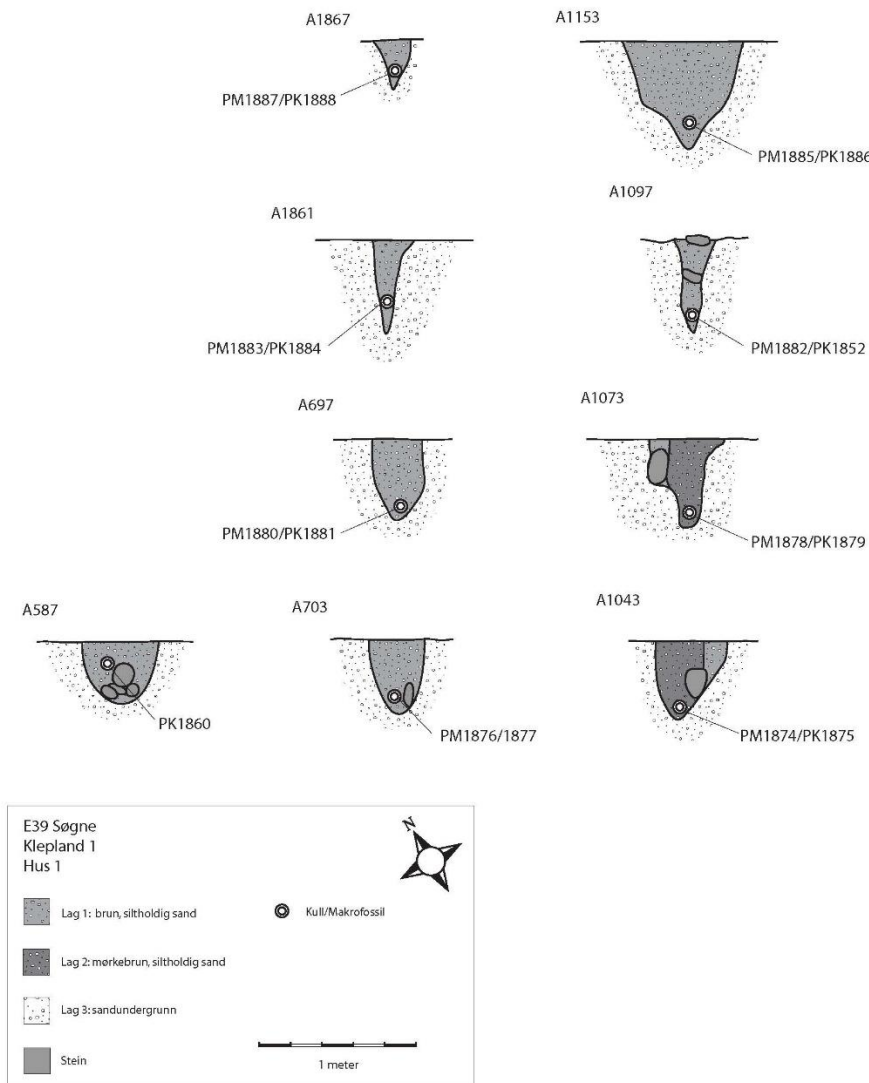 A1867
A1153
PM1887/PK1888
PM1885/PK1886
A1861
A1097
PM1883/PK1884
PM1882/PK1852
A697
A1073
PM1880/PK1881
PM1878/PK1879
A587
A703
A1043
PK1860
PM1876/1877
PM1874/PK1875
E39 Søgne
Klepland 1
Hus 1
N
Lag 1: brun, siltholdig sand
Kull/Makrofossil
Lag 2: mørkebrun, siltholdig sand
Lag 3: sandundergrunn
Stein
1 meter